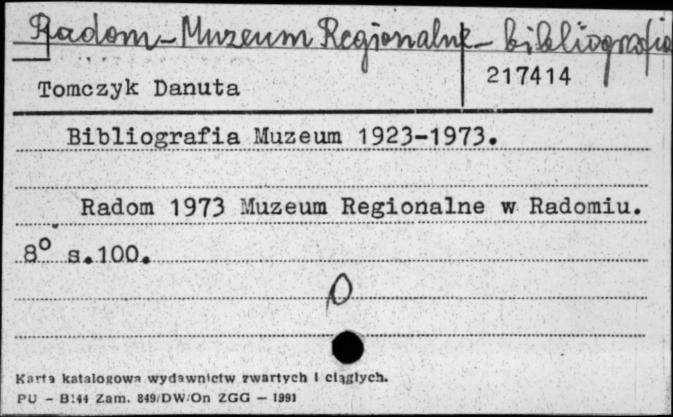 Radom - Muzeum Regionalne - bibliografia
Tomczyk Danuta
217414
Bibliografia Muzeum 1923-1973.
Radom 1973 Muzeum Regionalne w Radomiu.
8° s.100.
O
Karta katalogowa wydawnictw zwartych i ciągłych.
PU - B144 Zam. 849/DW/On ZGG - 1991